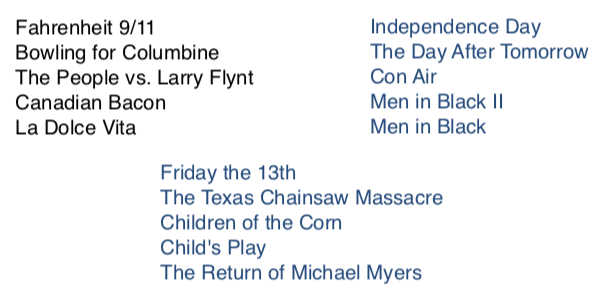 Fahrenheit 9/11
Bowling for Columbine
The People vs. Larry Flynt
Canadian Bacon
La Dolce Vita
Independence Day
The Day After Tomorrow
Con Air
Men in Black II
Men in Black
Friday the 13th
The Texas Chainsaw Massacre
Children of the Corn
Child's Play
The Return of Michael Myers